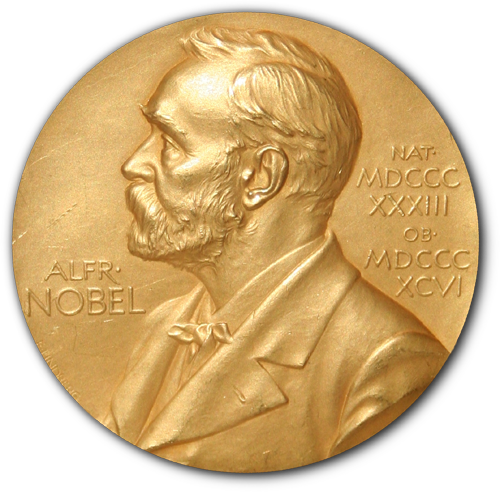 ALFR·
NOBEL
NAT·
MDCCC
XXXIII
OB·
MDCCC
XCVI